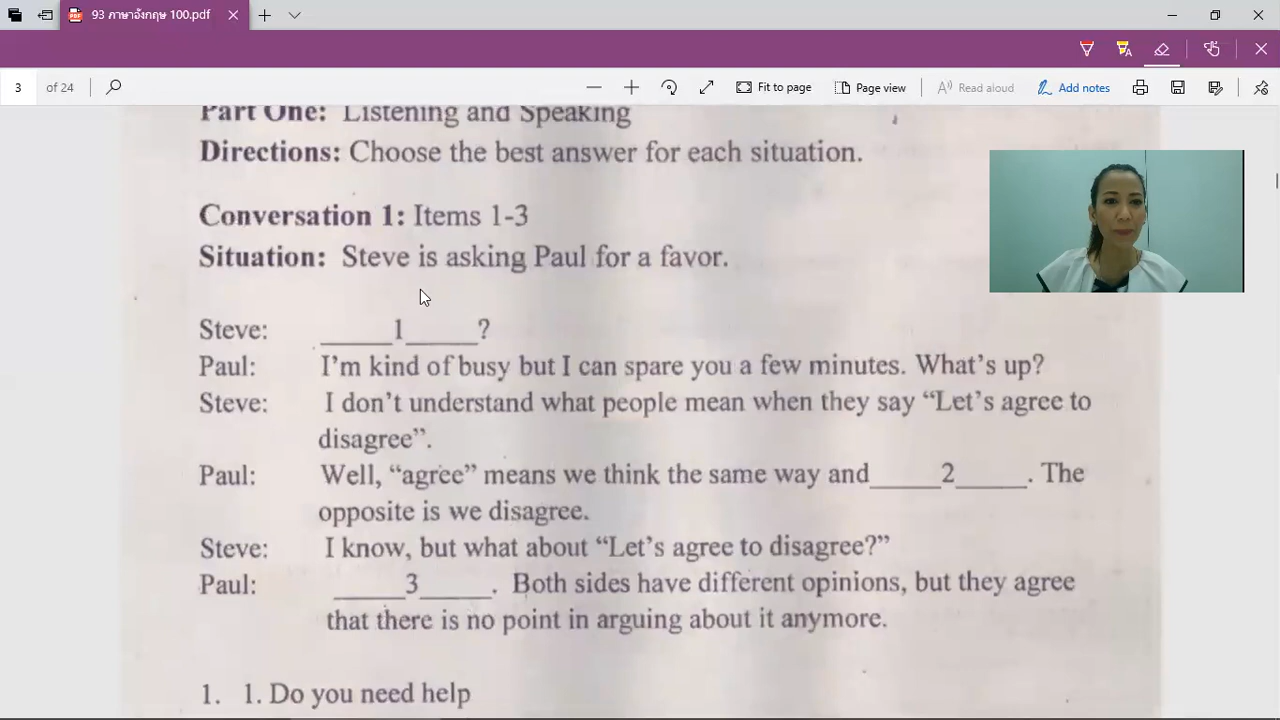 93 ภาษาอังกฤษ 100.pdf
3 of 24 Fit to page Page view Read aloud Add notes
Part One: Listening and Speaking
Directions: Choose the best answer for each situation.
Conversation 1: Items 1-3
Situation: Steve is asking Paul for a favor.
Steve: _____1_____?
Paul: I'm kind of busy but I can spare you a few minutes. What's up?
Steve: I don't understand what people mean when they say “Let's agree to
disagree”.
Paul: Well, “agree” means we think the same way and_____2_____. The
opposite is we disagree.
Steve: I know, but what about “Let's agree to disagree?”
Paul: _____3_____. Both sides have different opinions, but they agree
that there is no point in arguing about it anymore.
1. 1. Do you need help